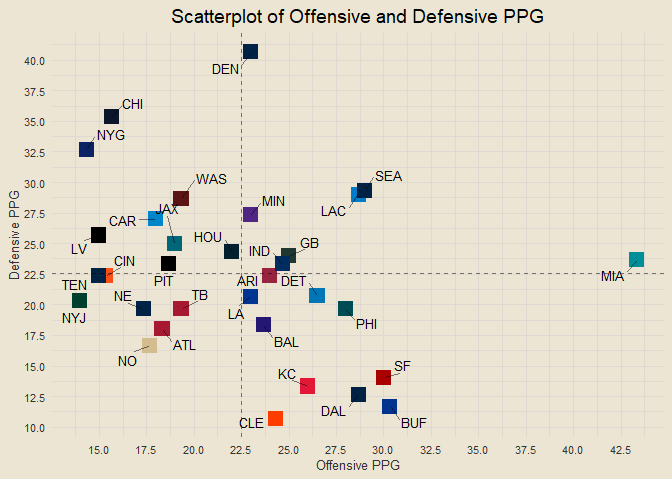 Scatterplot of Offensive and Defensive PPG
40.0
37.5
35.0
32.5
30.0
27.5
25.0
22.5
20.0
17.5
15.0
12.5
10.0
Defensive PPG
DEN
CHI
NYG
WAS
SEA
LAC
MIN
JAX
CAR
HOU
LV
GB
IND
CIN
PIT
MIA
TEN
ARI
DET
NE
TB
NYJ
LA
PHI
BAL
ATL
NO
SF
KC
DAL
CLE
BUF
15.0 17.5 20.0 22.5 25.0 27.5 30.0 32.5 35.0 37.5 40.0 42.5
Offensive PPG